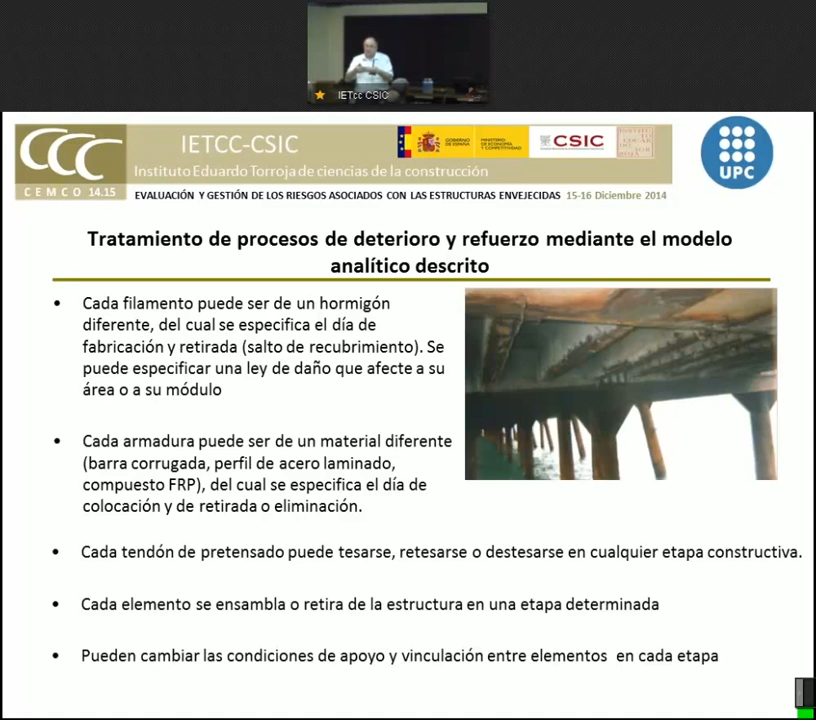 IETcc CSIC
IETCC-CSIC
Instituto Eduardo Torroja de ciencias de la construcción
CCC
CEMCO 14.15
GOBIERNO DE ESPAÑA
MINISTERIO DE ECONOMÍA Y COMPETITIVIDAD
CSIC
UPC
EVALUACIÓN Y GESTIÓN DE LOS RIESGOS ASOCIADOS CON LAS ESTRUCTURAS ENVEJECIDAS 15-16 Diciembre 2014
Tratamiento de procesos de deterioro y refuerzo mediante el modelo
analítico descrito
• Cada filamento puede ser de un hormigón
diferente, del cual se especifica el día de
fabricación y retirada (salto de recubrimiento). Se
puede especificar una ley de daño que afecte a su
área o a su módulo
• Cada armadura puede ser de un material diferente
(barra corrugada, perfil de acero laminado,
compuesto FRP), del cual se especifica el día de
colocación y de retirada o eliminación.
• Cada tendón de pretensado puede tesarse, retesarse o destesarse en cualquier etapa constructiva.
• Cada elemento se ensambla o retira de la estructura en una etapa determinada
• Pueden cambiar las condiciones de apoyo y vinculación entre elementos en cada etapa